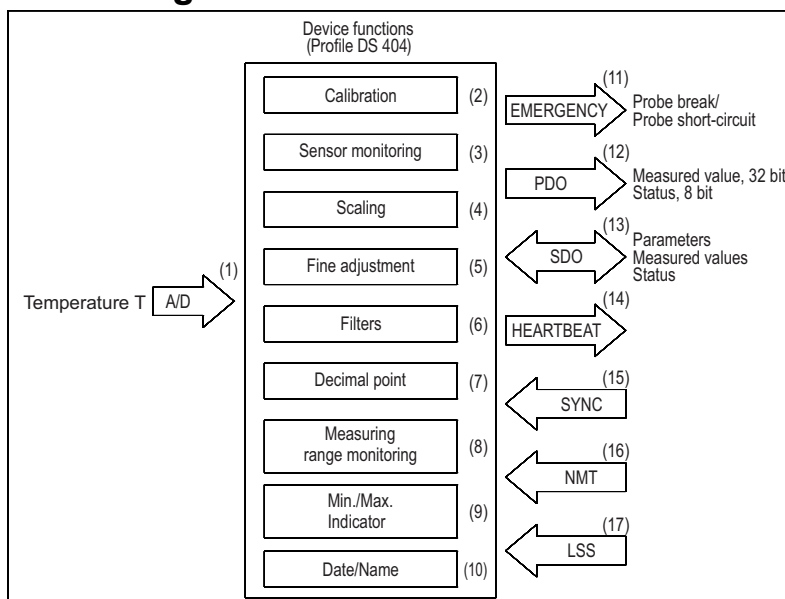 Device functions
(Profile DS 404)
Calibration (2)
Sensor monitoring (3)
Scaling (4)
Fine adjustment (5)
Filters (6)
Decimal point (7)
Measuring
range monitoring (8)
Min./Max.
Indicator (9)
Date/Name (10)
(1)
Temperature T A/D
(11)
EMERGENCY Probe break/
Probe short-circuit
(12)
PDO Measured value, 32 bit
Status, 8 bit
(13)
SDO Parameters
Measured values
Status
(14)
HEARTBEAT
(15)
SYNC
(16)
NMT
(17)
LSS